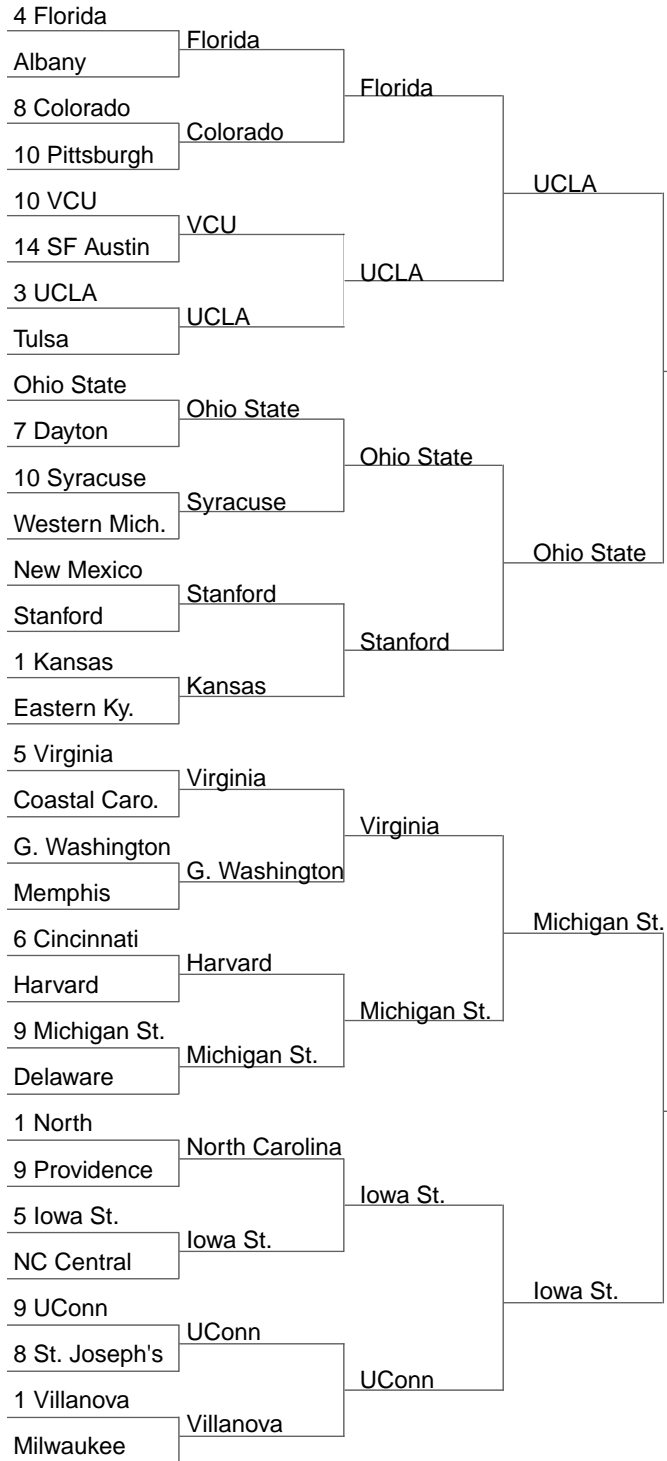 4 Florida
Albany
8 Colorado
10 Pittsburgh
10 VCU
14 SF Austin
3 UCLA
Tulsa
Ohio State
7 Dayton
10 Syracuse
Western Mich.
New Mexico
Stanford
1 Kansas
Eastern Ky.
5 Virginia
Coastal Caro.
G. Washington
Memphis
6 Cincinnati
Harvard
9 Michigan St.
Delaware
1 North
9 Providence
5 Iowa St.
NC Central
9 UConn
8 St. Joseph's
1 Villanova
Milwaukee
Florida
Colorado
VCU
UCLA
Ohio State
Syracuse
Stanford
Kansas
Virginia
G. Washington
Harvard
Michigan St.
North Carolina
Iowa St.
UConn
Villanova
Florida
UCLA
Ohio State
Stanford
Virginia
Michigan St.
Iowa St.
UConn
UCLA
Ohio State
Michigan St.
Iowa St.